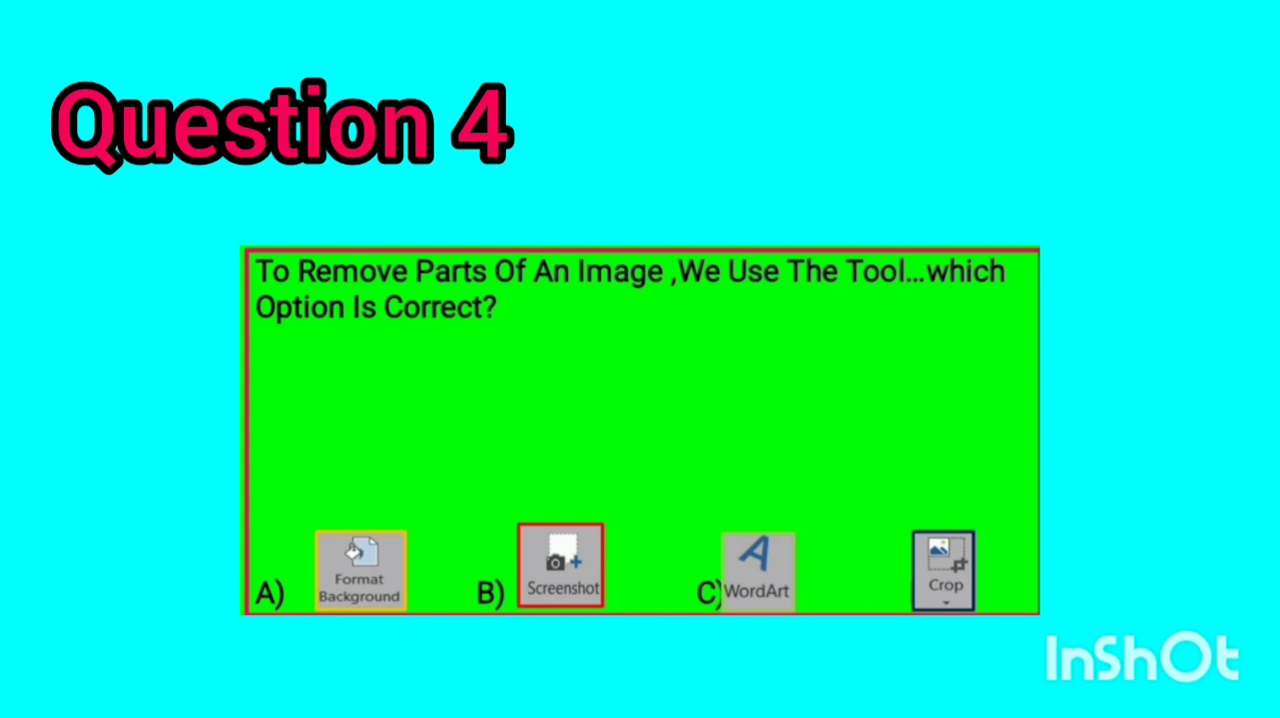 Question 4
To Remove Parts Of An Image ,We Use The Tool...which
Option Is Correct?
A)
Format
Background
B)
Screenshot
C)
WordArt
Crop
InShOt